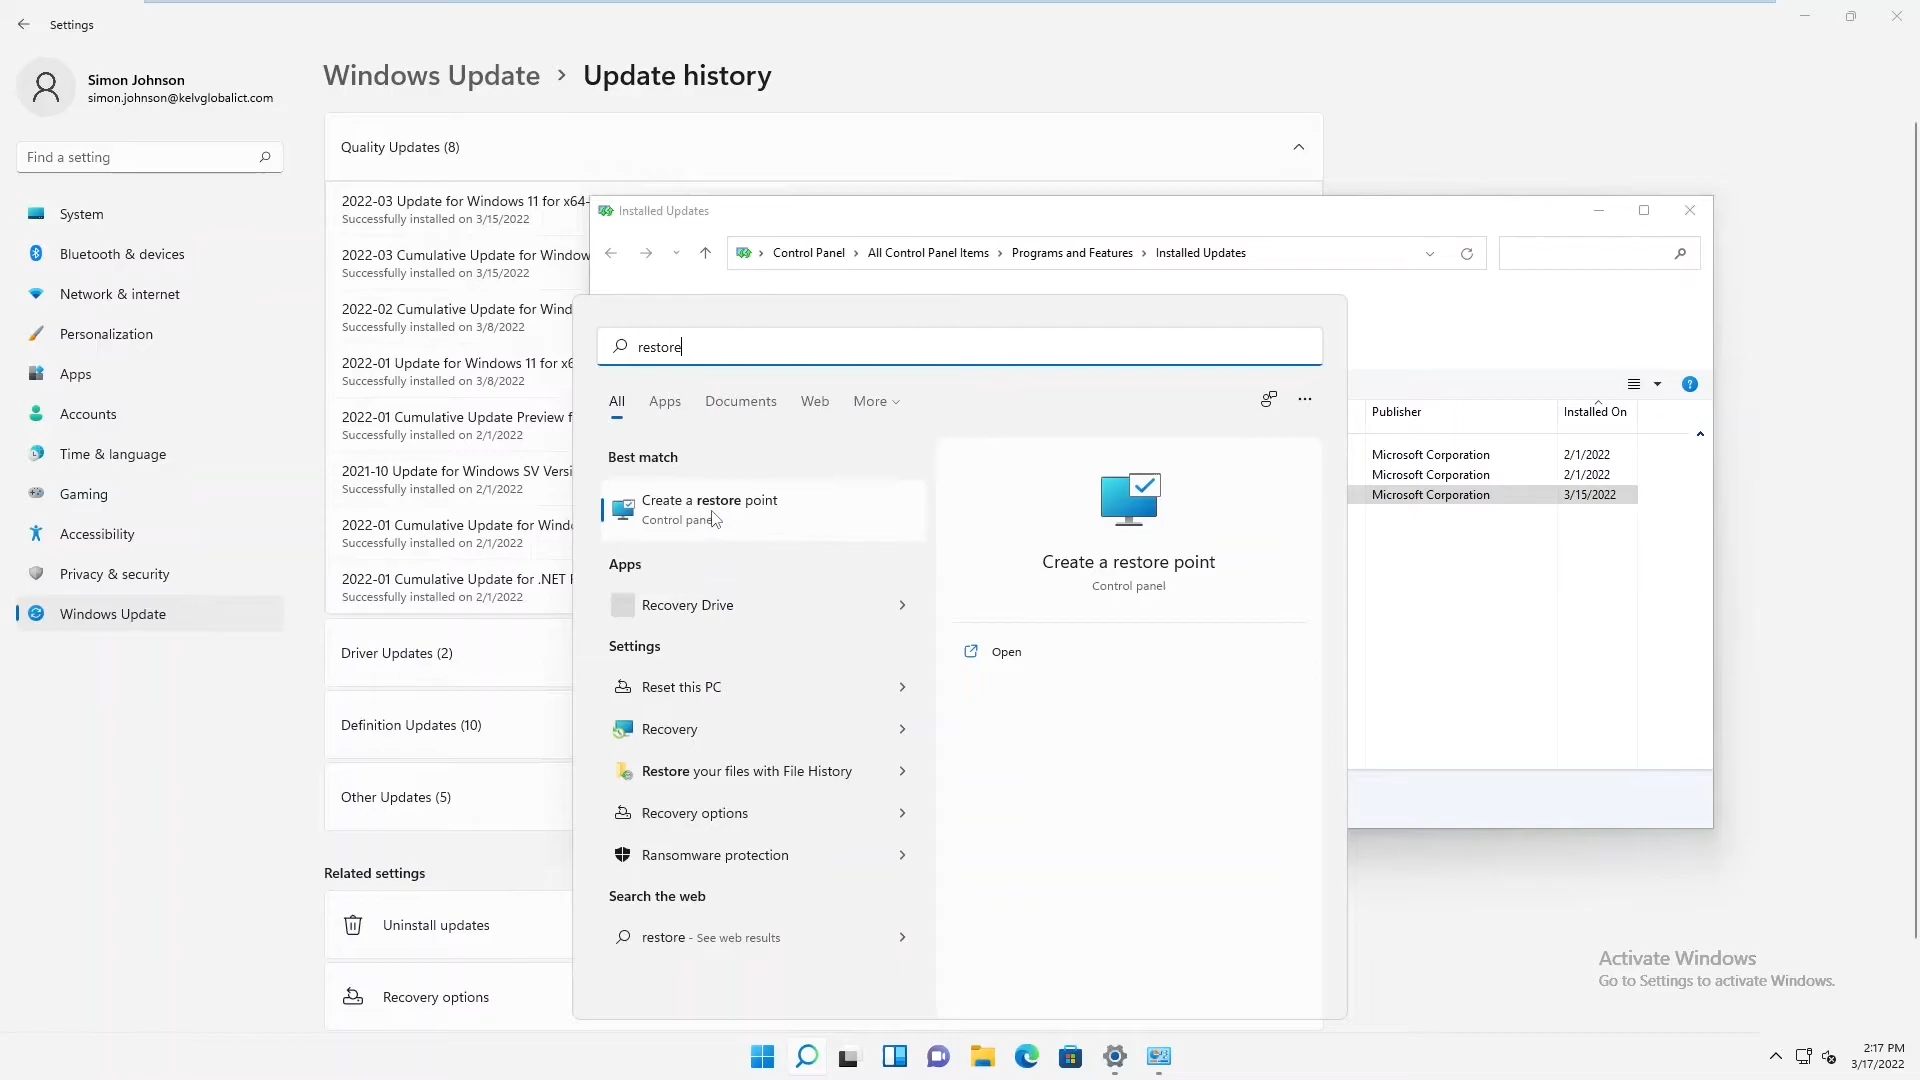 Settings
Simon Johnson
simon.johnson@kelvglobalict.com
Find a setting
System
Bluetooth & devices
Network & internet
Personalization
Apps
Accounts
Time & language
Gaming
Accessibility
Privacy & security
Windows Update
Windows Update > Update history
Quality Updates (8)
2022-03 Update for Windows 11 for x64-
Successfully installed on 3/15/2022
2022-03 Cumulative Update for Window
Successfully installed on 3/15/2022
2022-02 Cumulative Update for Wind
Successfully installed on 3/8/2022
2022-01 Update for Windows 11 for x6
Successfully installed on 3/8/2022
2022-01 Cumulative Update Preview f
Successfully installed on 2/1/2022
2021-10 Update for Windows SV Versi
Successfully installed on 2/1/2022
2022-01 Cumulative Update for Wind
Successfully installed on 2/1/2022
2022-01 Cumulative Update for .NET F
Successfully installed on 2/1/2022
Driver Updates (2)
Definition Updates (10)
Other Updates (5)
Related settings
Uninstall updates
Recovery options
Installed Updates
Control Panel > All Control Panel Items > Programs and Features > Installed Updates
Publisher Installed On
Microsoft Corporation 2/1/2022
Microsoft Corporation 2/1/2022
Microsoft Corporation 3/15/2022
restore
All Apps Documents Web More
Best match
Create a restore point
Control panel
Apps
Recovery Drive
Settings
Reset this PC
Recovery
Restore your files with File History
Recovery options
Ransomware protection
Search the web
restore - See web results
Create a restore point
Control panel
Open
Activate Windows
Go to Settings to activate Windows.
2:17 PM
3/17/2022